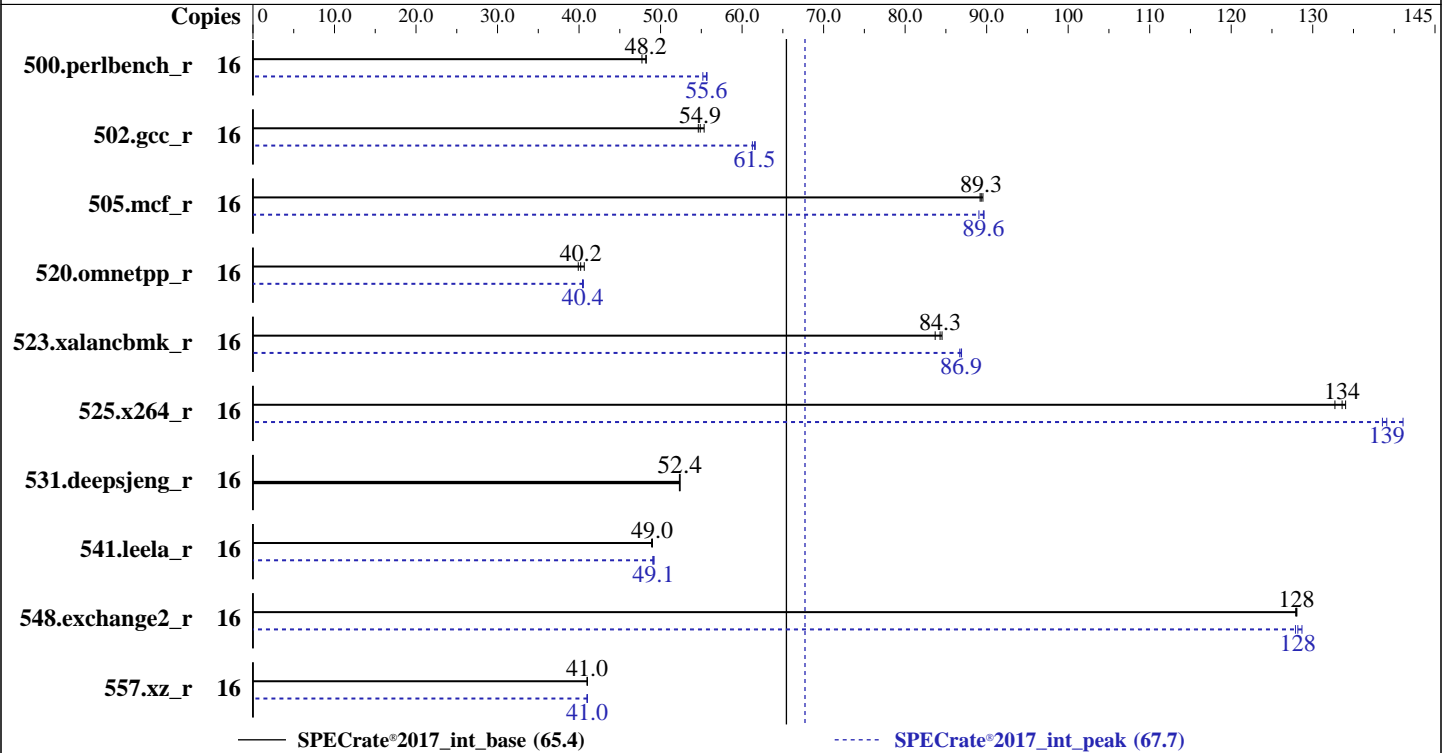 Copies 0 10.0 20.0 30.0 40.0 50.0 60.0 70.0 80.0 90.0 100 110 120 130 145
48.2
500.perlbench_r 16
55.6
54.9
502.gcc_r 16
61.5
89.3
505.mcf_r 16
89.6
40.2
520.omnetpp_r 16
40.4
84.3
523.xalancbmk_r 16
86.9
134
525.x264_r 16
139
52.4
531.deepsjeng_r 16
49.0
541.leela_r 16
49.1
128
548.exchange2_r 16
128
41.0
557.xz_r 16
41.0
SPECrate®2017_int_base (65.4) SPECrate®2017_int_peak (67.7)